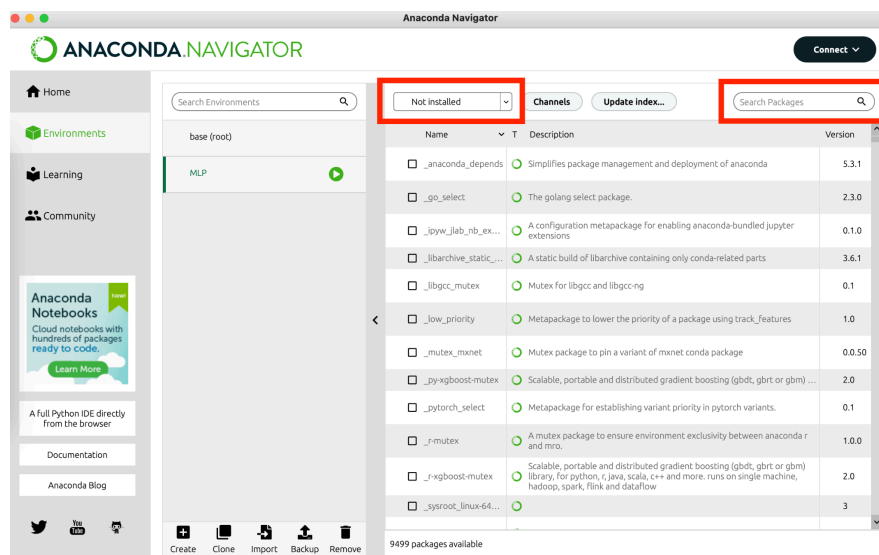 Anaconda Navigator
ANACONDA.NAVIGATOR
Connect
Home
Environments
Learning
Community
Anaconda
Notebooks
New!
Cloud notebooks with
hundreds of packages
ready to code.
Learn More
A full Python IDE directly
from the browser
Documentation
Anaconda Blog
You
Tube
Search Environments
base (root)
MLP
Create Clone Import Backup Remove
Not installed Channels Update index... Search Packages
Name T Description Version
_anaconda_depends Simplifies package management and deployment of anaconda 5.3.1
_go_select The golang select package. 2.3.0
_ipyw_jlab_nb_ex... A configuration metapackage for enabling anaconda-bundled jupyter
extensions 0.1.0
_libarchive_static_... A static build of libarchive containing only conda-related parts 3.6.1
_libgcc_mutex Mutex for libgcc and libgcc-ng 0.1
_low_priority Metapackage to lower the priority of a package using track_features 1.0
_mutex_mxnet Mutex package to pin a variant of mxnet conda package 0.0.50
_py-xgboost-mutex Scalable, portable and distributed gradient boosting (gbdt, gbrt or gbm) ... 2.0
_pytorch_select Metapackage for establishing variant priority in pytorch variants. 0.1
_r-mutex A mutex package to ensure environment exclusivity between anaconda r
and mro. 1.0.0
_r-xgboost-mutex Scalable, portable and distributed gradient boosting (gbdt, gbrt or gbm)
library, for python, r, java, scala, c++ and more. runs on single machine,
hadoop, spark, flink and dataflow 2.0
_sysroot_linux-64... 3
9499 packages available